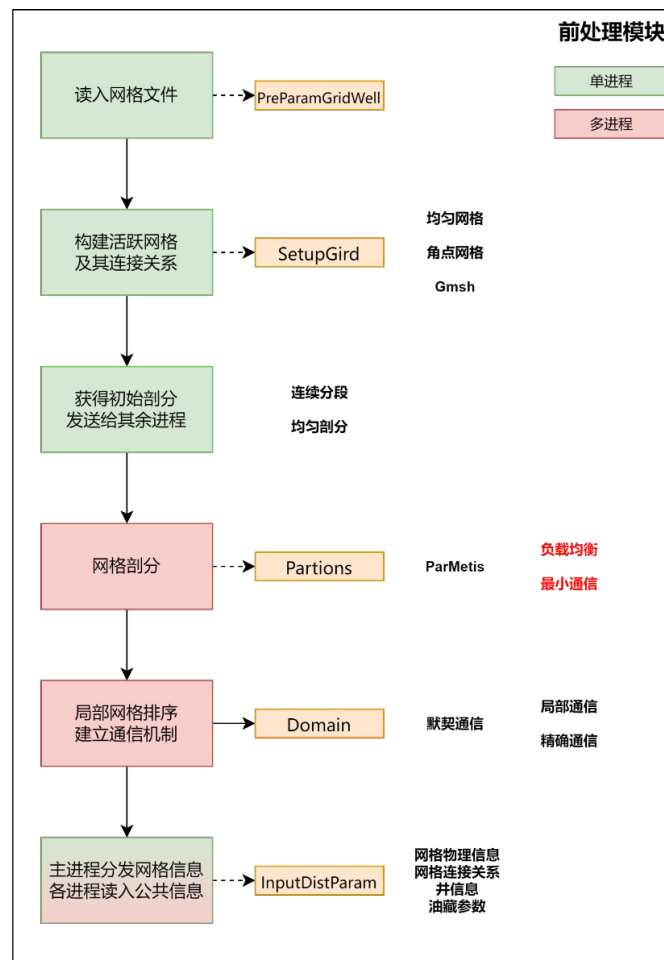 前处理模块
单进程
多进程
读入网格文件
PreParamGridWell
构建活跃网格
及其连接关系
SetupGird
均匀网格
角点网格
Gmsh
获得初始剖分
发送给其余进程
连续分段
均匀剖分
网格剖分
Partions
ParMetis
负载均衡
最小通信
局部网格排序
建立通信机制
Domain
默契通信
局部通信
精确通信
主进程分发网格信息
各进程读入公共信息
InputDistParam
网格物理信息
网格连接关系
井信息
油藏参数